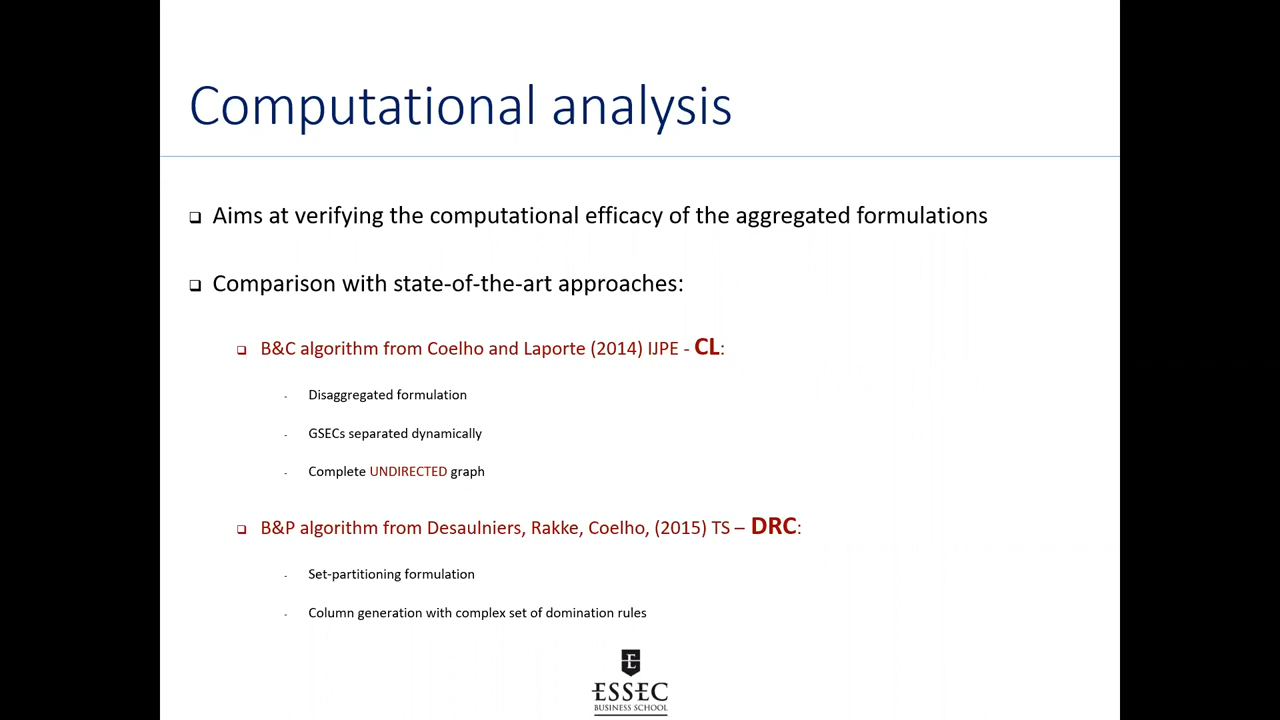 Computational analysis
❑ Aims at verifying the computational efficacy of the aggregated formulations
❑ Comparison with state-of-the-art approaches:
❑ B&C algorithm from Coelho and Laporte (2014) IJPE - CL:
- Disaggregated formulation
- GSECs separated dynamically
- Complete UNDIRECTED graph
❑ B&P algorithm from Desaulniers, Rakke, Coelho, (2015) TS – DRC:
- Set-partitioning formulation
- Column generation with complex set of domination rules
E
ESSEC
BUSINESS SCHOOL